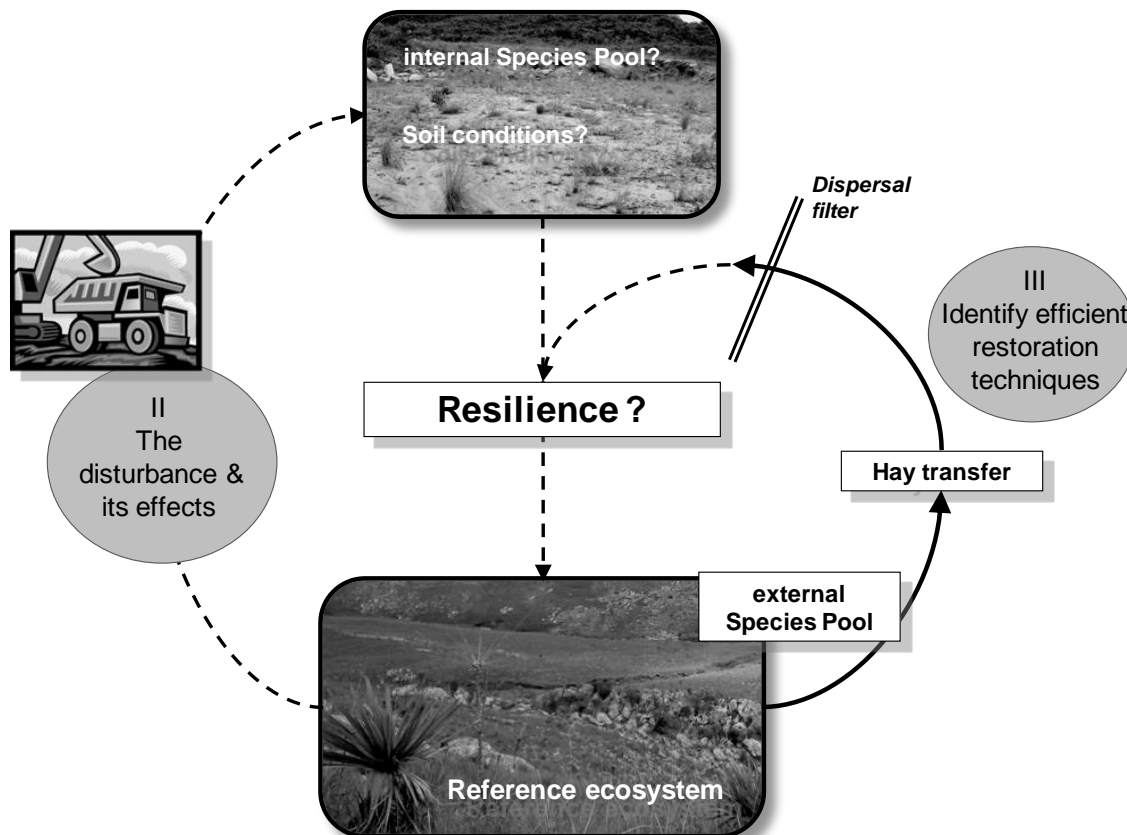 internal Species Pool?
Soil conditions?
Dispersal
filter
III
Identify efficient
restoration
techniques
Resilience ?
II
The
disturbance &
its effects
Hay transfer
external
Species Pool
Reference ecosystem